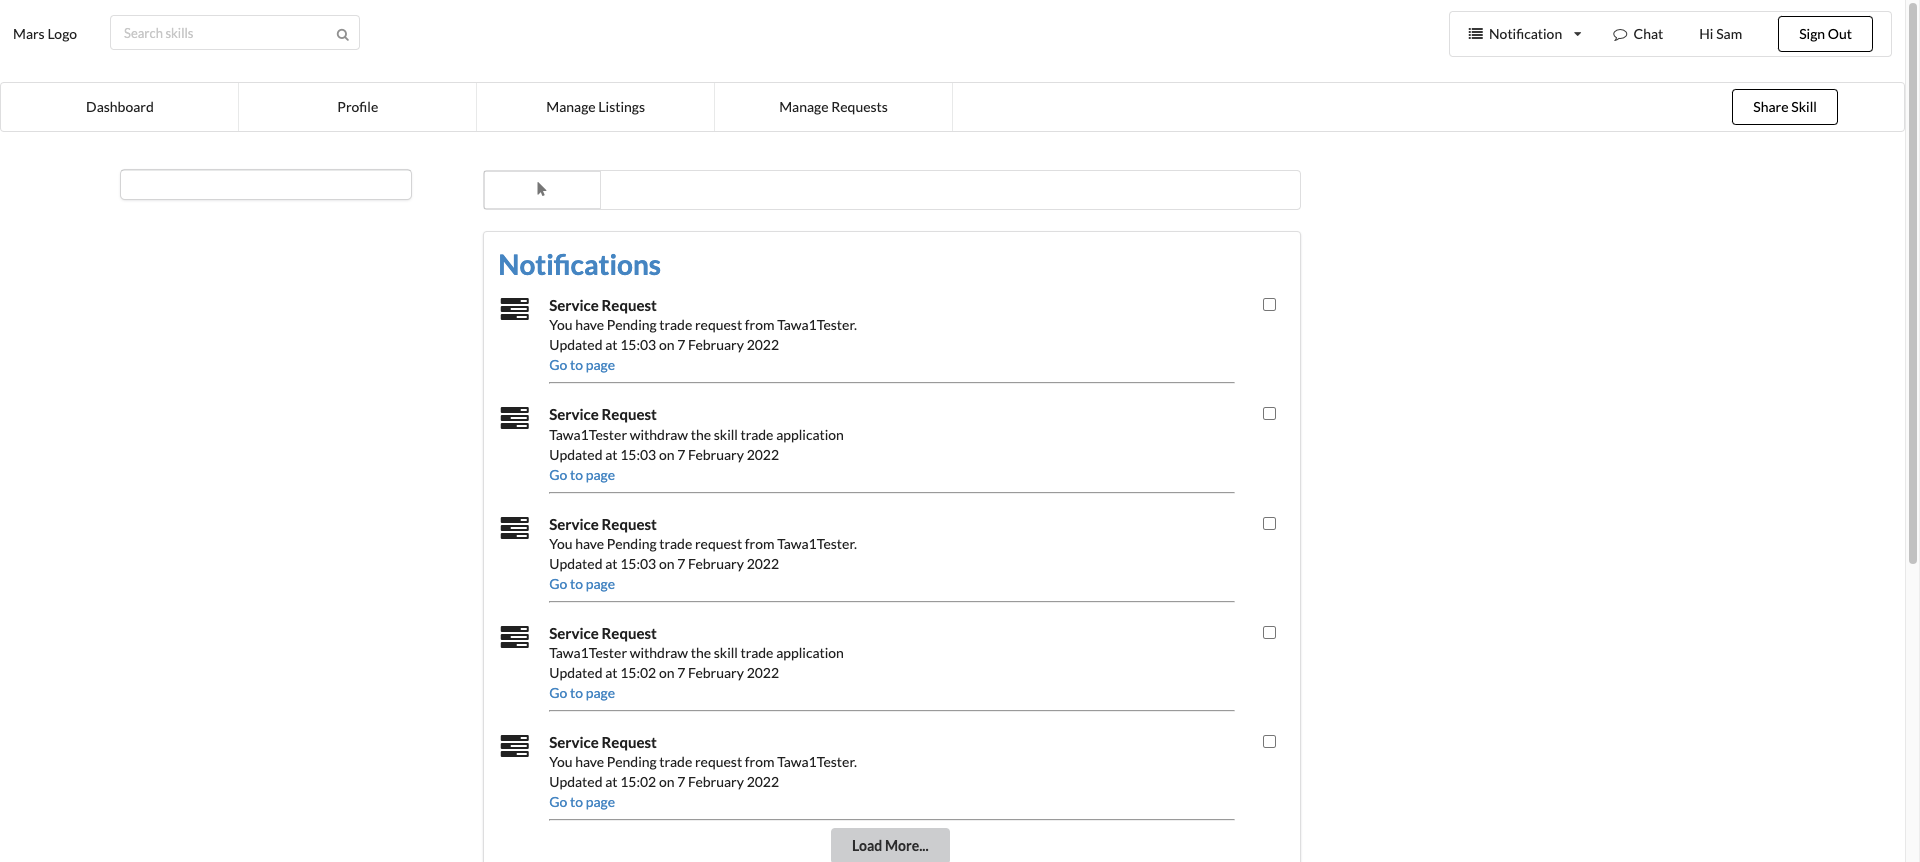 Mars Logo
Search skills
Notification
Chat
Hi Sam
Sign Out
Dashboard
Profile
Manage Listings
Manage Requests
Share Skill
Notifications
Service Request
You have Pending trade request from Tawa1Tester.
Updated at 15:03 on 7 February 2022
Go to page
Service Request
Tawa1Tester withdraw the skill trade application
Updated at 15:03 on 7 February 2022
Go to page
Service Request
You have Pending trade request from Tawa1Tester.
Updated at 15:03 on 7 February 2022
Go to page
Service Request
Tawa1Tester withdraw the skill trade application
Updated at 15:02 on 7 February 2022
Go to page
Service Request
You have Pending trade request from Tawa1Tester.
Updated at 15:02 on 7 February 2022
Go to page
Load More...